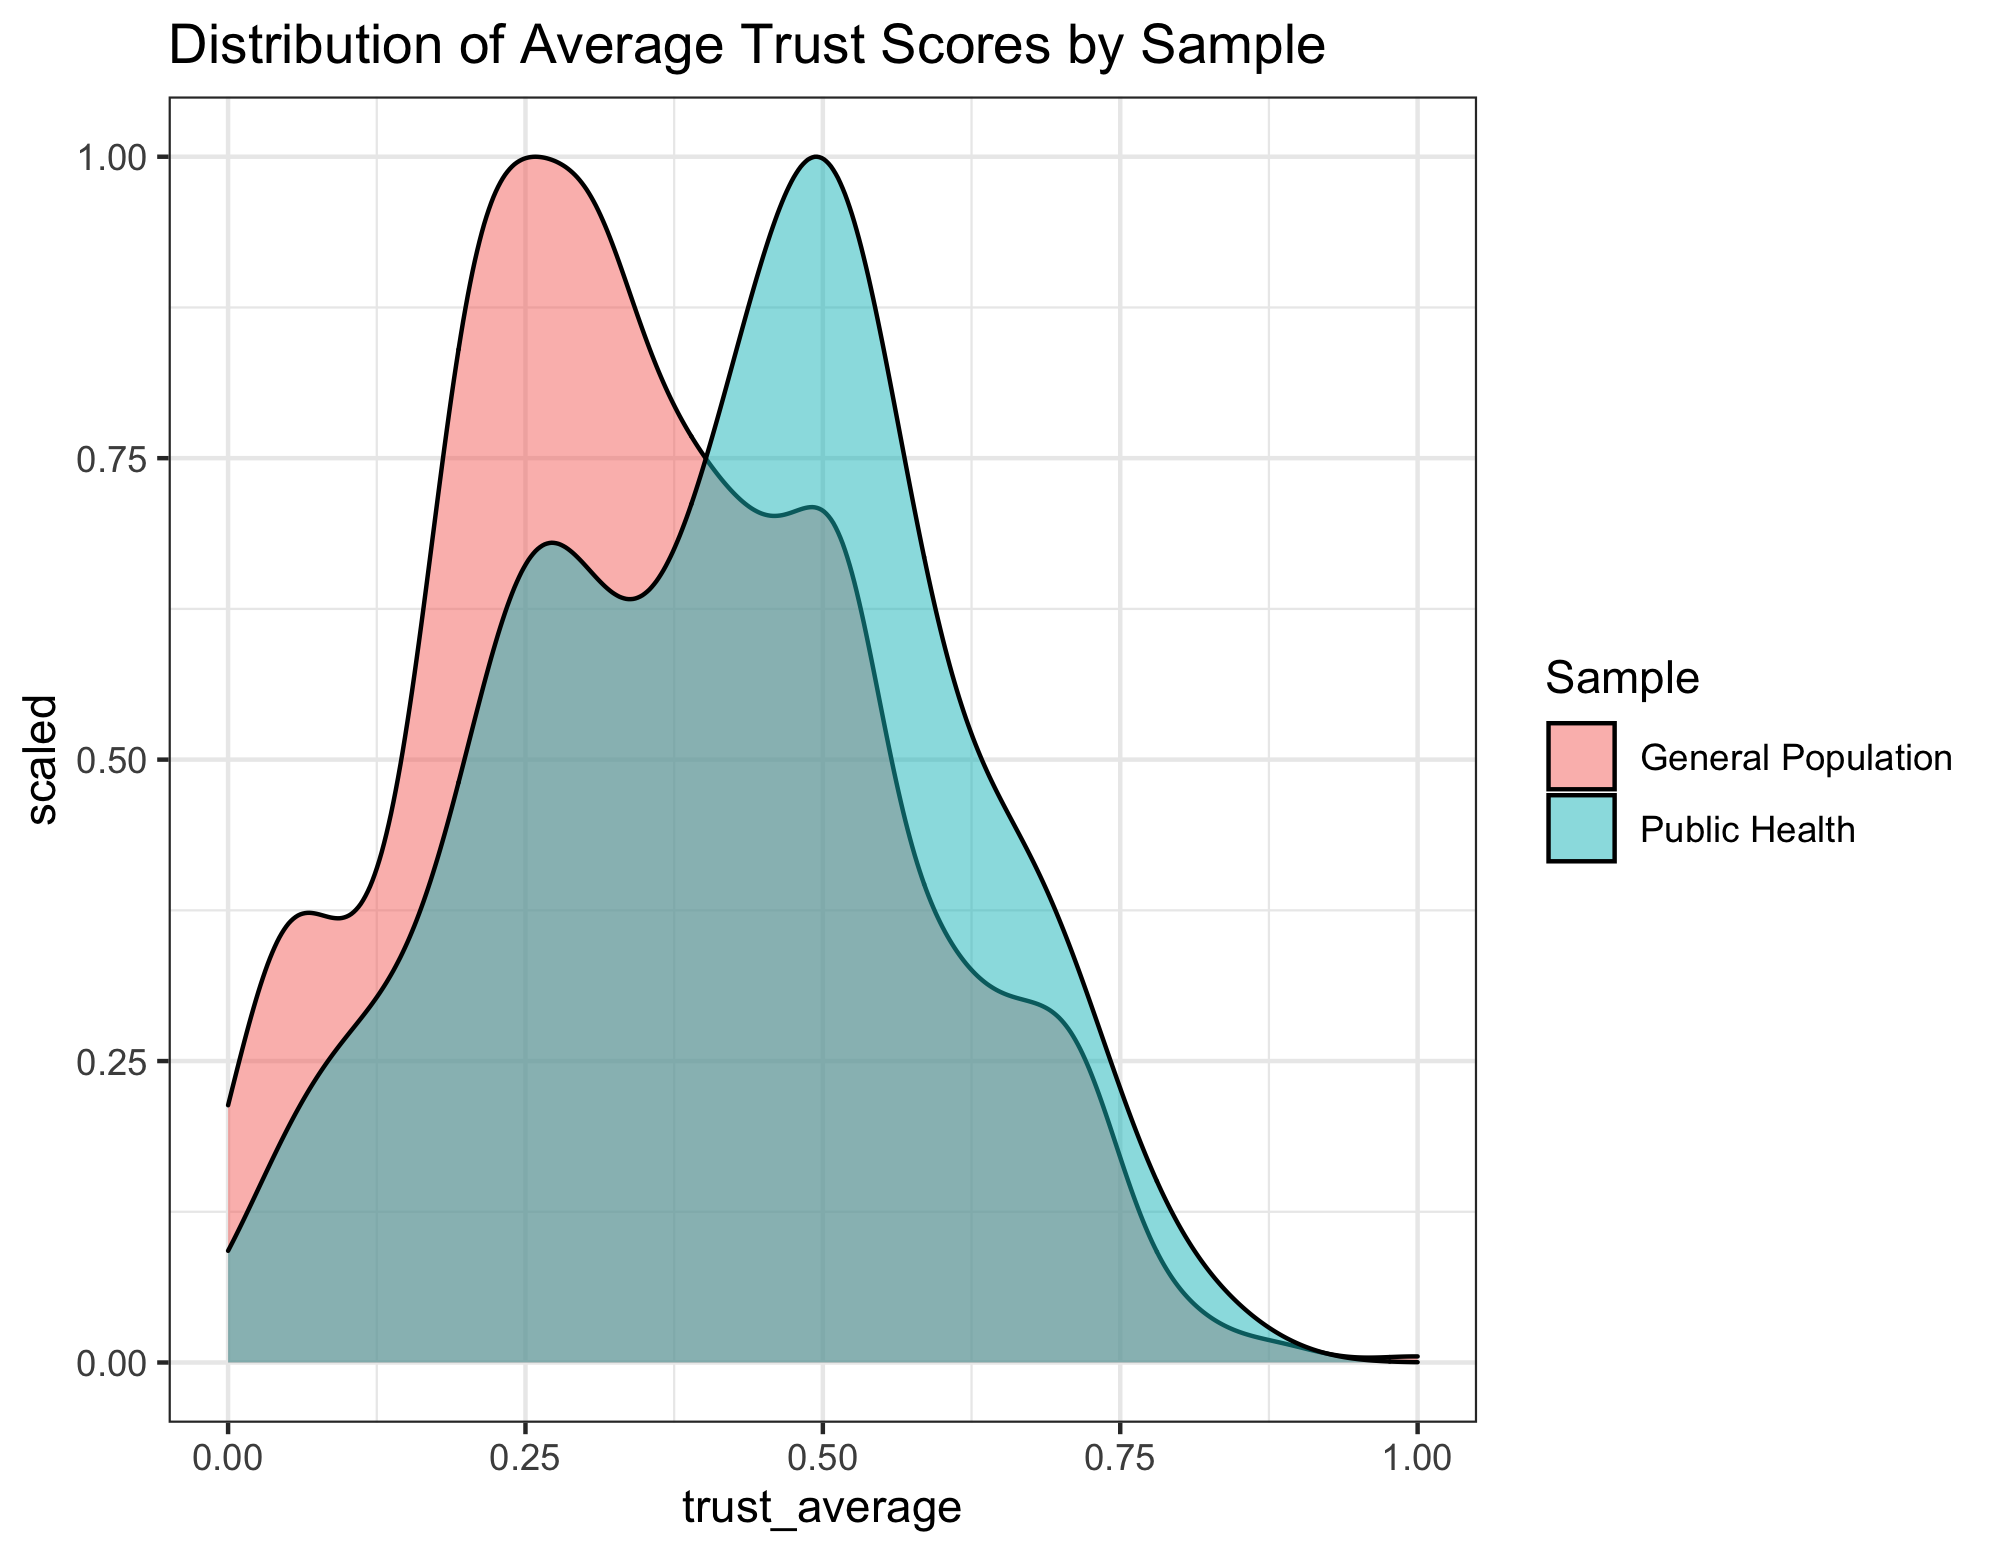 Distribution of Average Trust Scores by Sample
1.00
0.75
0.50
0.25
0.00
scaled
0.00 0.25 0.50 0.75 1.00
trust_average
Sample
General Population
Public Health